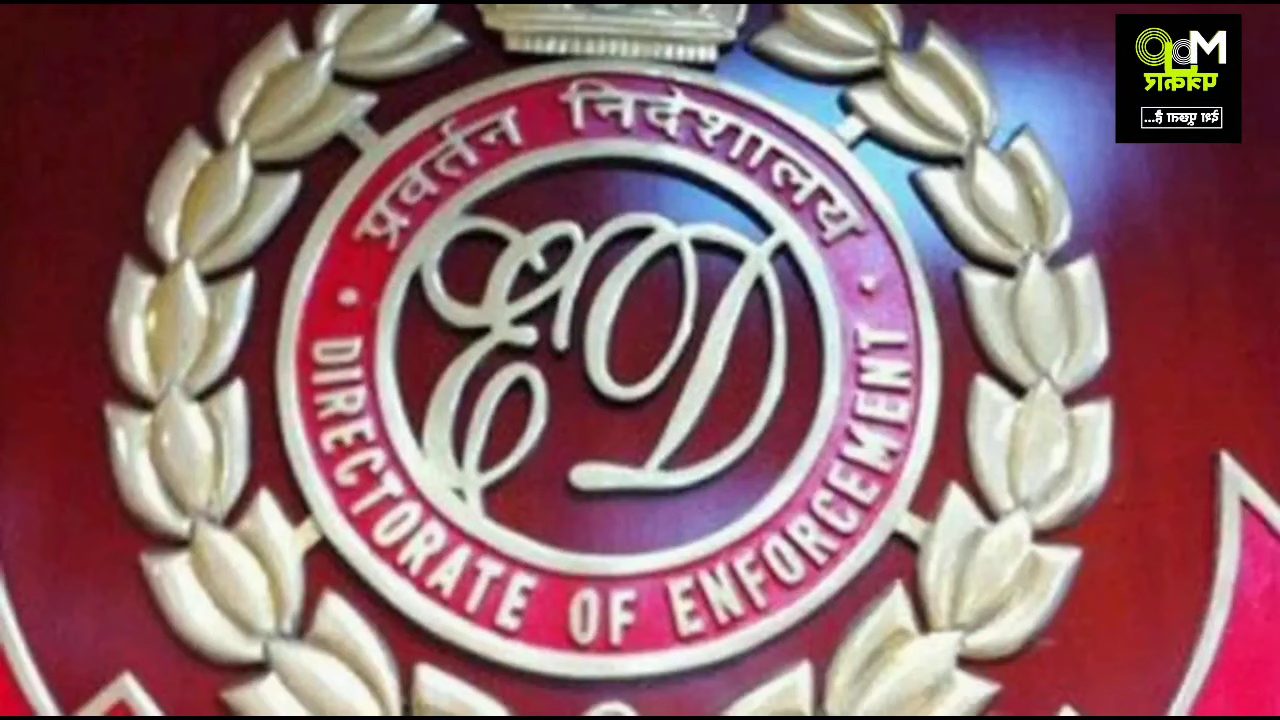 प्रवर्तन निदेशालय
ED
DIRECTORATE OF ENFORCEMENT